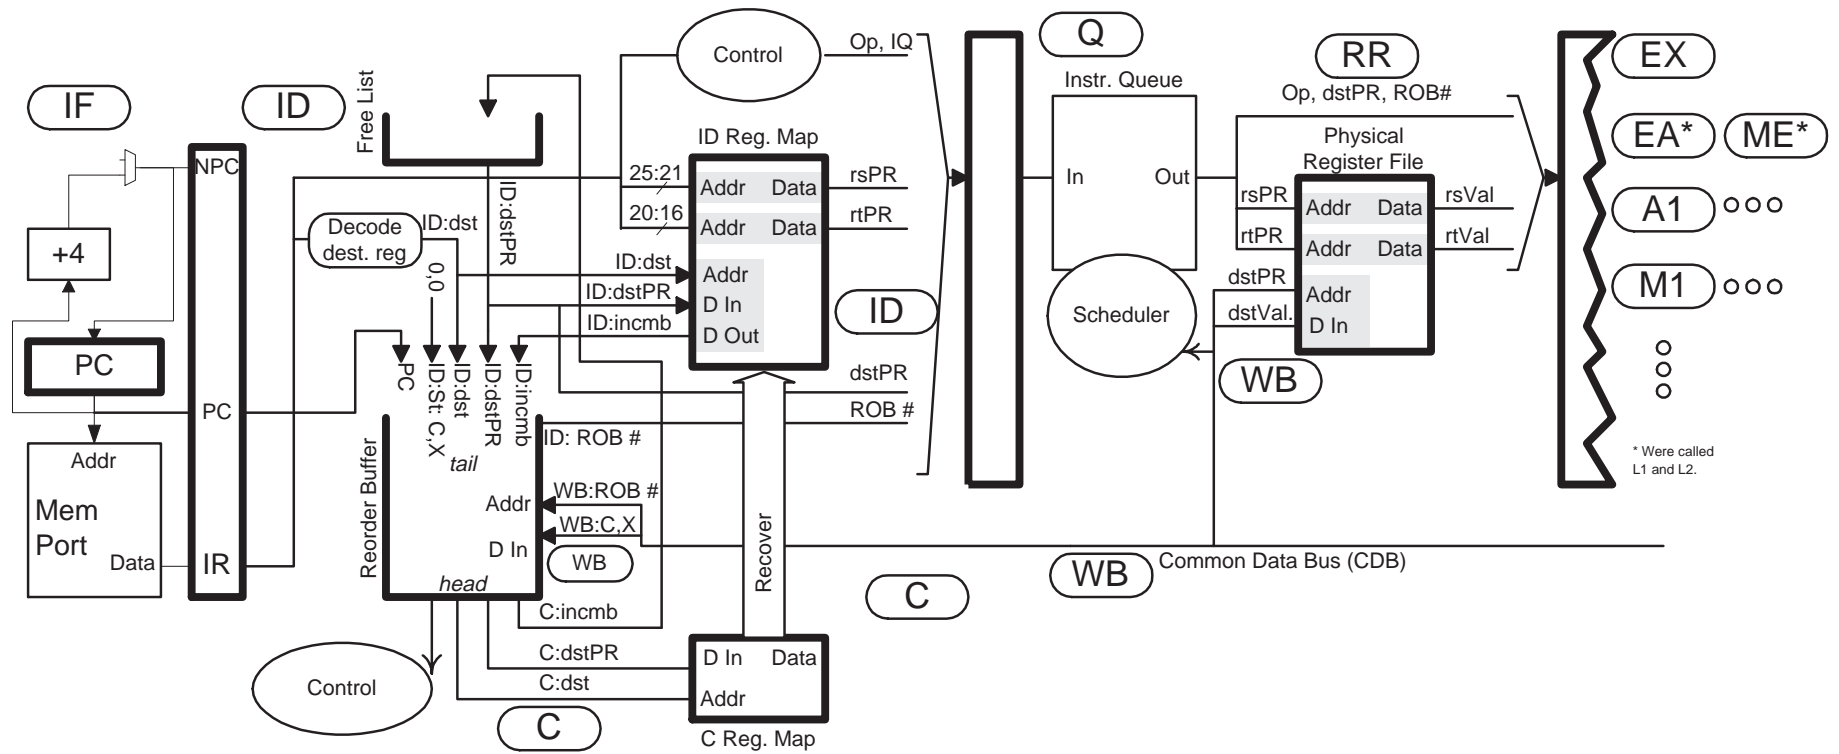 IF
ID
Free List
Control
Op, IQ
Q
RR
EX
Instr. Queue
Op, dstPR, ROB#
EA*
ME*
NPC
+4
PC
Addr
Mem
Port
Data
PC
IR
Decode
dest. reg
ID:dst
ID:dstPR
0,0
ID Reg. Map
25:21
Addr
Data
rsPR
20:16
Addr
Data
rtPR
ID:dst
Addr
ID:dstPR
D In
ID:incmb
D Out
ID
dstPR
ROB #
In
Out
Scheduler
Physical
Register File
rsPR
Addr
Data
rsVal
rtPR
Addr
Data
rtVal
dstPR
Addr
dstVal.
D In
WB
A1
M1
* Were called
L1 and L2.
PC
ID:St: C,X
ID:dst
ID:dstPR
ID:incmb
tail
Reorder Buffer
ID: ROB #
Addr
WB:ROB #
WB:C,X
D In
WB
head
Recover
WB
Common Data Bus (CDB)
C
C:incmb
C:dstPR
C:dst
Control
D In
Data
Addr
C
C Reg. Map